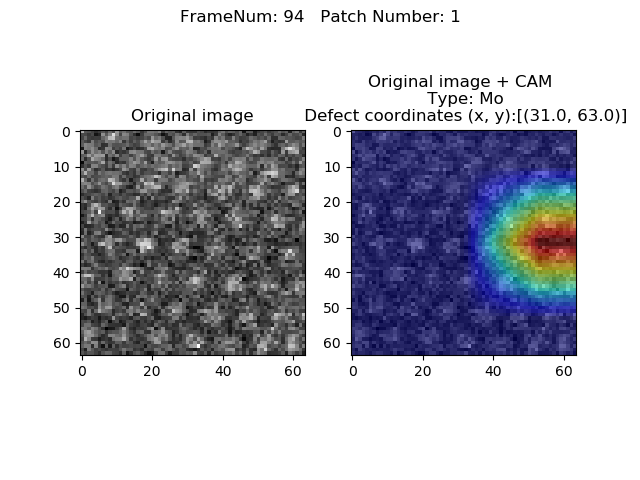 FrameNum: 94   Patch Number: 1
Original image
0
10
20
30
40
50
60
0 20 40 60
Original image + CAM
Type: Mo
Defect coordinates (x, y):[(31.0, 63.0)]
0
10
20
30
40
50
60
0 20 40 60